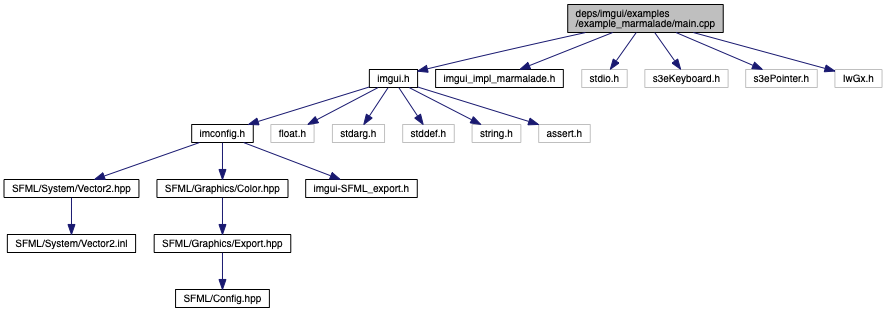 deps/imgui/examples
/example_marmalade/main.cpp
imgui.h
imgui_impl_marmalade.h
stdio.h
s3eKeyboard.h
s3ePointer.h
IwGx.h
imconfig.h
float.h
stdarg.h
stddef.h
string.h
assert.h
SFML/System/Vector2.hpp
SFML/Graphics/Color.hpp
imgui-SFML_export.h
SFML/System/Vector2.inl
SFML/Graphics/Export.hpp
SFML/Config.hpp